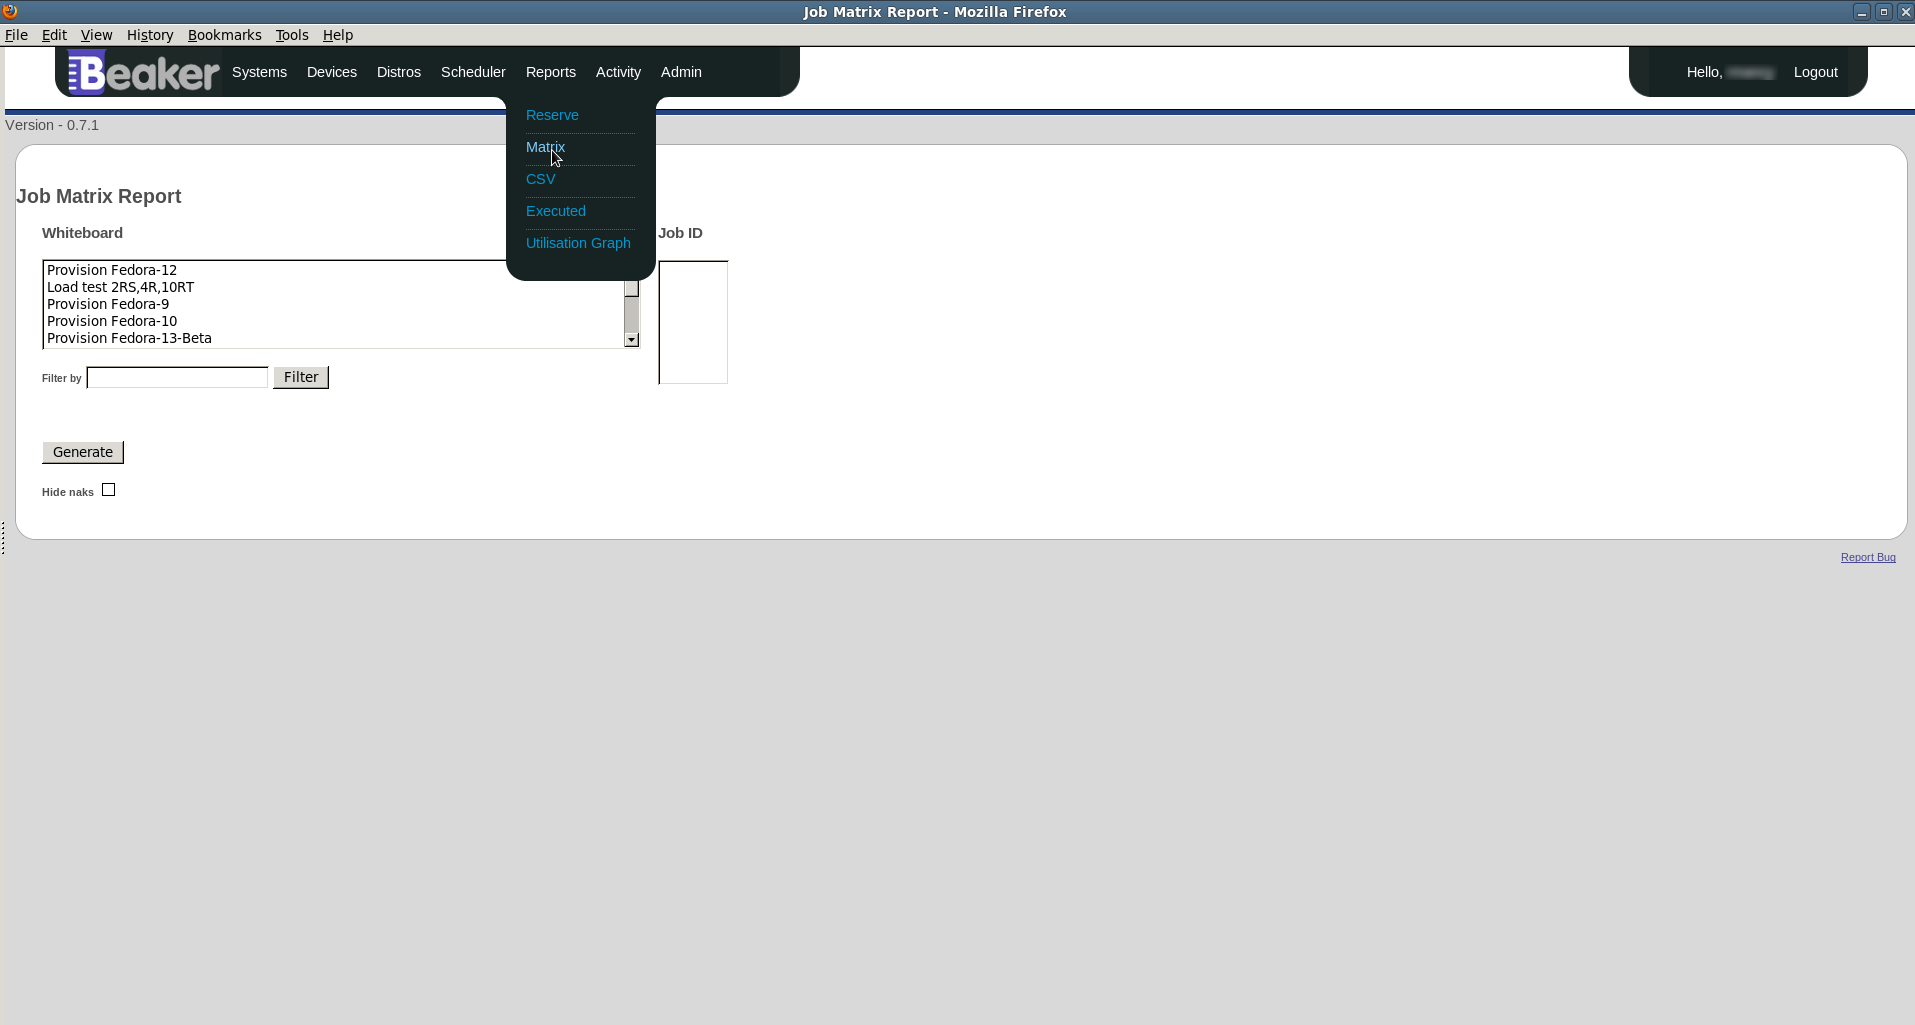 Job Matrix Report - Mozilla Firefox
File Edit View History Bookmarks Tools Help
Beaker Systems Devices Distros Scheduler Reports Activity Admin Hello, Logout
Reserve
Version - 0.7.1
Matrix
CSV
Job Matrix Report
Executed
Whiteboard Job ID
Utilisation Graph
Provision Fedora-12
Load test 2RS,4R,10RT
Provision Fedora-9
Provision Fedora-10
Provision Fedora-13-Beta
Filter by Filter
Generate
Hide naks
Report Bug